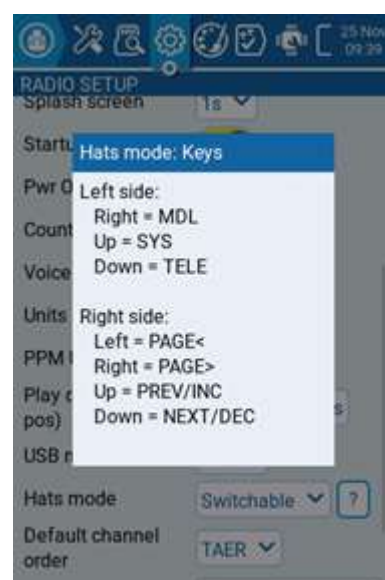 25 Nov
09:39
RADIO SETUP
Splash screen 1s
Hats mode: Keys
Left side:
Right = MDL
Up = SYS
Down = TELE
Right side:
Left = PAGE<
Right = PAGE>
Up = PREV/INC
Down = NEXT/DEC
Pwr O
Count
Voice
Units
PPM
Play
pos)
USB
Hats mode Switchable ?
Default channel
order TAER